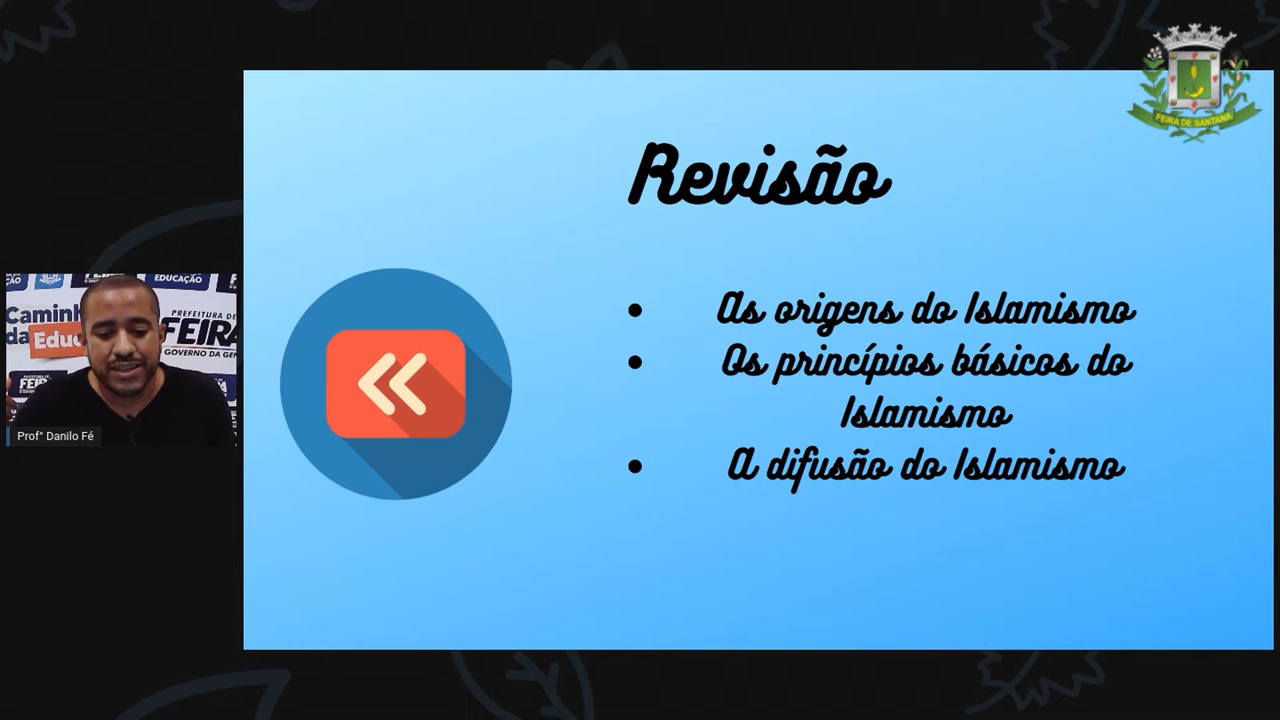 FEIRA DE SANTANA
Revisão
• As origens do Islamismo
• Os princípios básicos do
Islamismo
• A difusão do Islamismo
EDUCAÇÃO
Caminh
da Educ
PREFEITURA DE
FEIRA
GOVERNO DA GEN
FEIR
Profº Danilo Fé